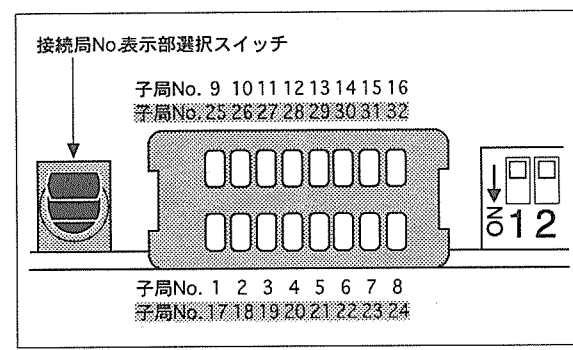 接続局No.表示部選択スイッチ
子局No. 9 10 11 12 13 14 15 16
子局No. 25 26 27 28 29 30 31 32
ON
1 2
子局No. 1 2 3 4 5 6 7 8
子局No. 17 18 19 20 21 22 23 24